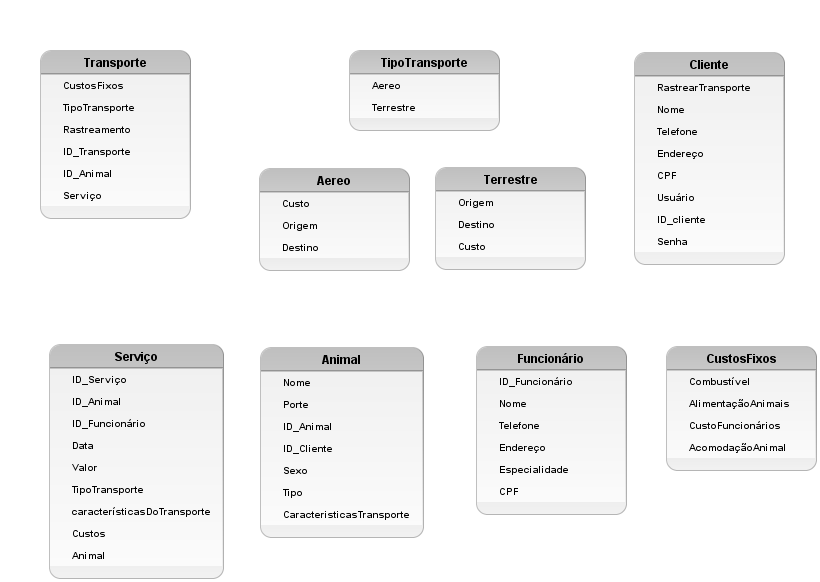 Transporte
CustosFixos
TipoTransporte
Rastreamento
ID_Transporte
ID_Animal
Serviço
TipoTransporte
Aereo
Terrestre
Cliente
RastrearTransporte
Nome
Telefone
Endereço
CPF
Usuário
ID_cliente
Senha
Aereo
Custo
Origem
Destino
Terrestre
Origem
Destino
Custo
Serviço
ID_Serviço
ID_Animal
ID_Funcionário
Data
Valor
TipoTransporte
característicasDoTransporte
Custos
Animal
Animal
Nome
Porte
ID_Animal
ID_Cliente
Sexo
Tipo
CaracteristicasTransporte
Funcionário
ID_Funcionário
Nome
Telefone
Endereço
Especialidade
CPF
CustosFixos
Combustível
AlimentaçãoAnimais
CustoFuncionários
AcomodaçãoAnimal